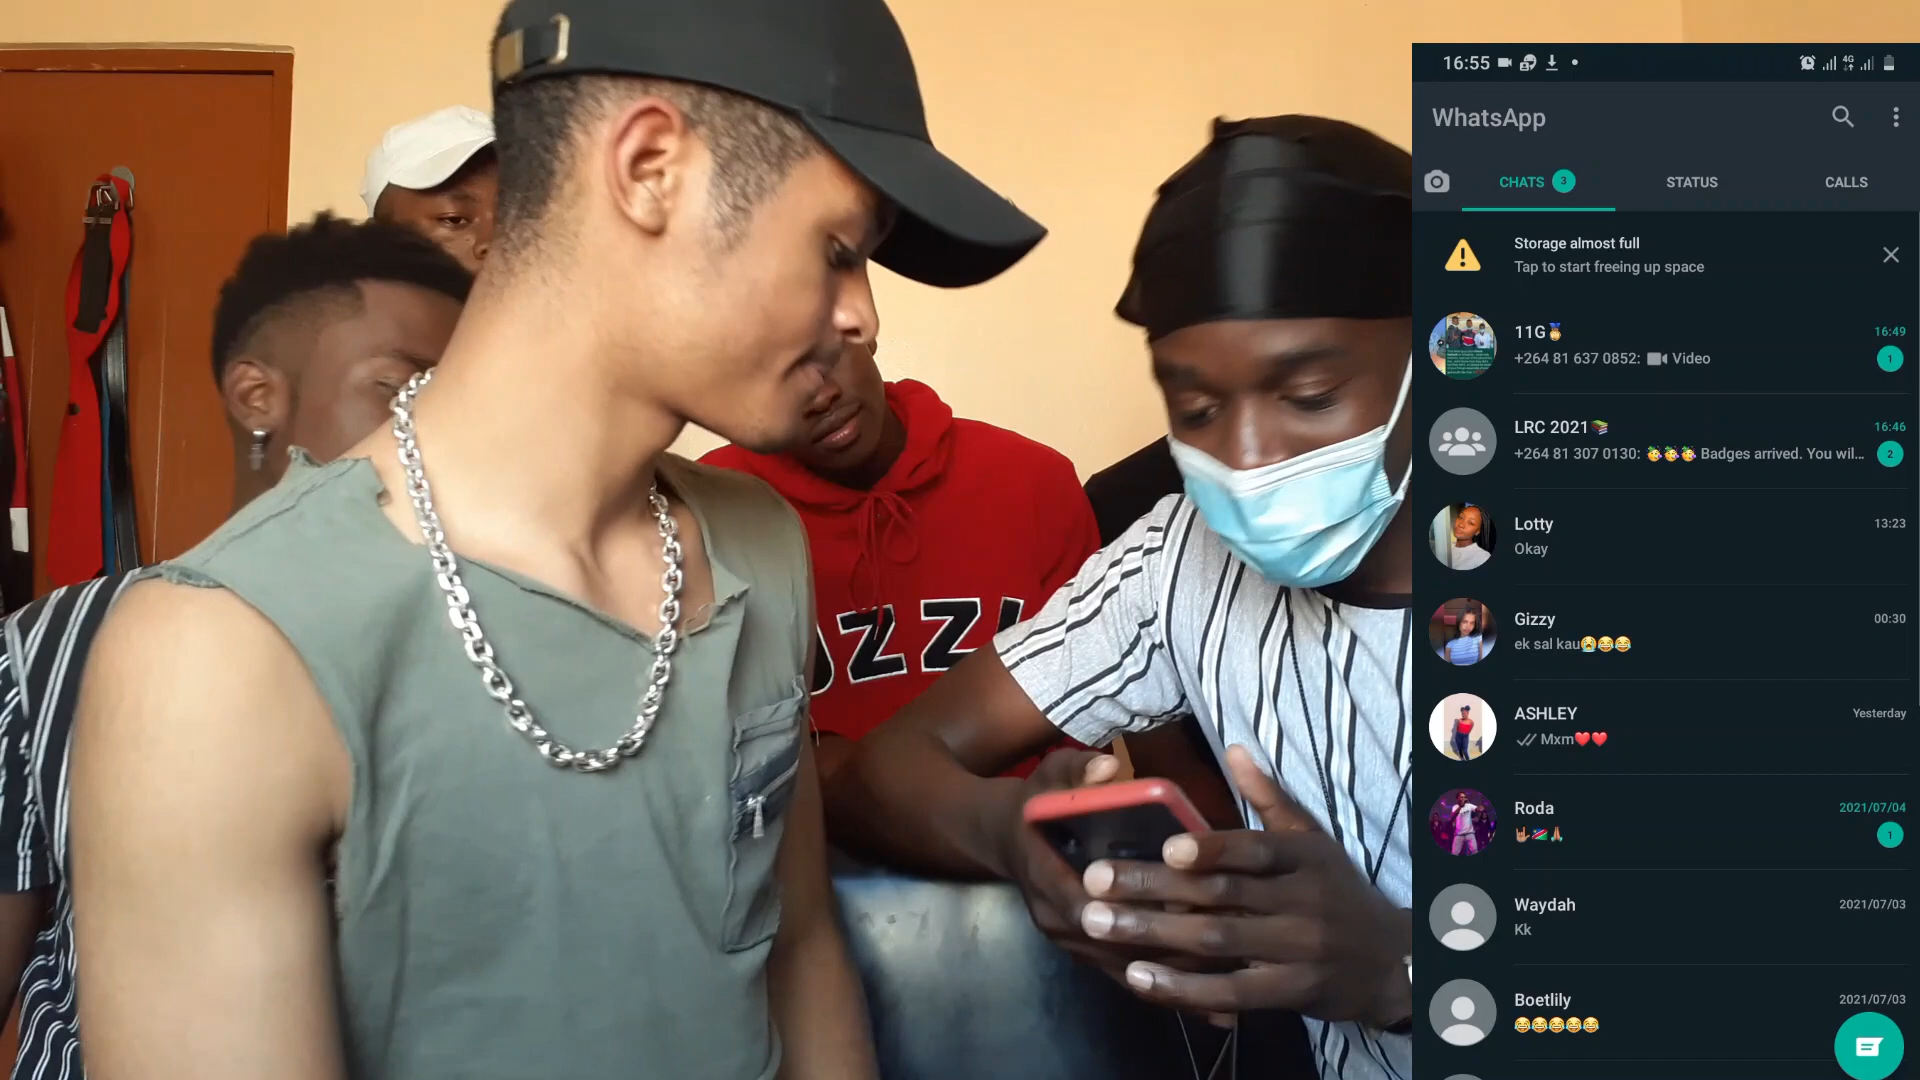 16:55
4G
WhatsApp
CHATS 3
STATUS
CALLS
Storage almost full
Tap to start freeing up space
11G
16:49
+264 81 637 0852: Video
1
LRC 2021
16:46
+264 81 307 0130: Badges arrived. You wil...
2
Lotty
13:23
Okay
Gizzy
00:30
ek sal kau😭😂😂
ASHLEY
Yesterday
Mxm❤️❤️
Roda
2021/07/04
1
Waydah
2021/07/03
Kk
Boetlily
2021/07/03
😂😂😂😂😂
ZZ